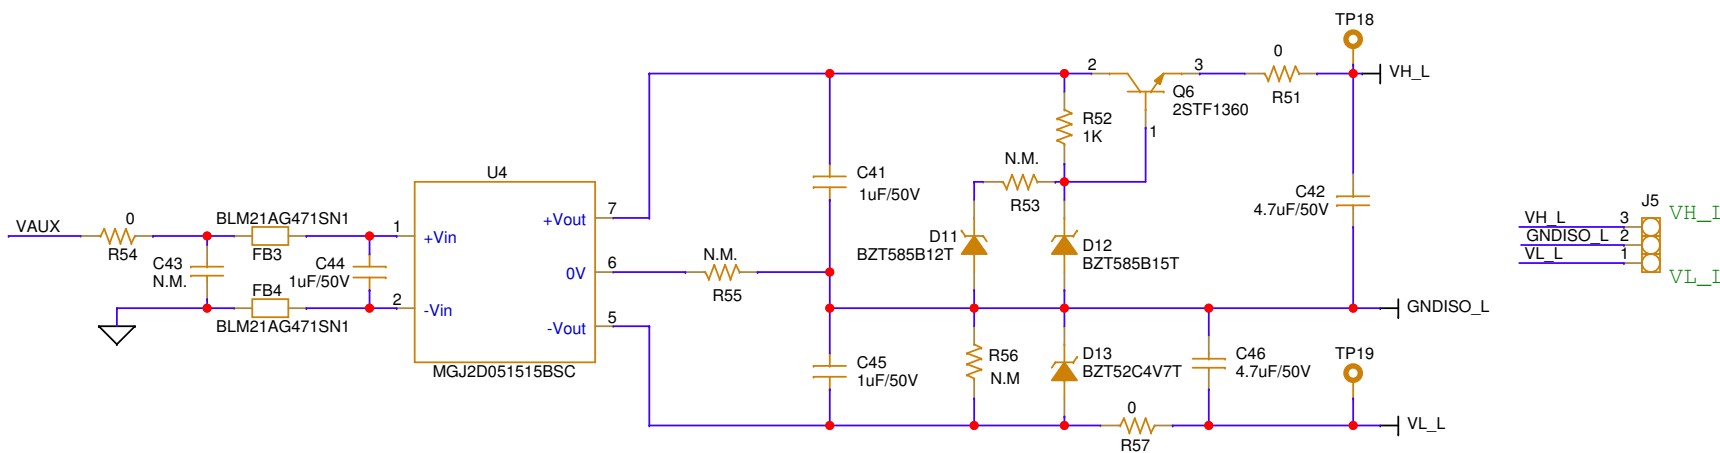 TP18
2
3
0
VH_L
R51
Q6
2STF1360
R52
1K
1
N.M.
R53
U4
C41
1uF/50V
C42
4.7uF/50V
J5
VH_L
VH_L 3
GNDISO_L 2
VL_L 1
VL_L
VAUX
0
R54
BLM21AG471SN1
FB3
1
+Vin
+Vout
7
C43
N.M.
C44
1uF/50V
D11
BZT585B12T
D12
BZT585B15T
0V
6
N.M.
R55
FB4
BLM21AG471SN1
2
-Vin
-Vout
5
GNDISO_L
MGJ2D051515BSC
C45
1uF/50V
R56
N.M
D13
BZT52C4V7T
C46
4.7uF/50V
TP19
0
R57
VL_L